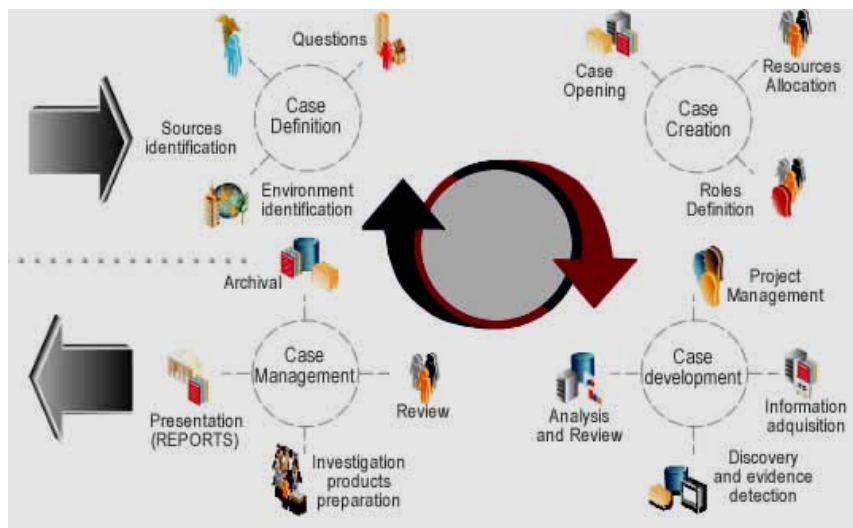 Questions
Case
Definition
Sources
identification
Environment
identification
Case
Opening
Resources
Allocation
Case
Creation
Roles
Definition
Archival
Case
Management
Presentation
(REPORTS)
Review
Investigation
products
preparation
Project
Management
Case
development
Analysis
and Review
Information
adquisition
Discovery
and evidence
detection